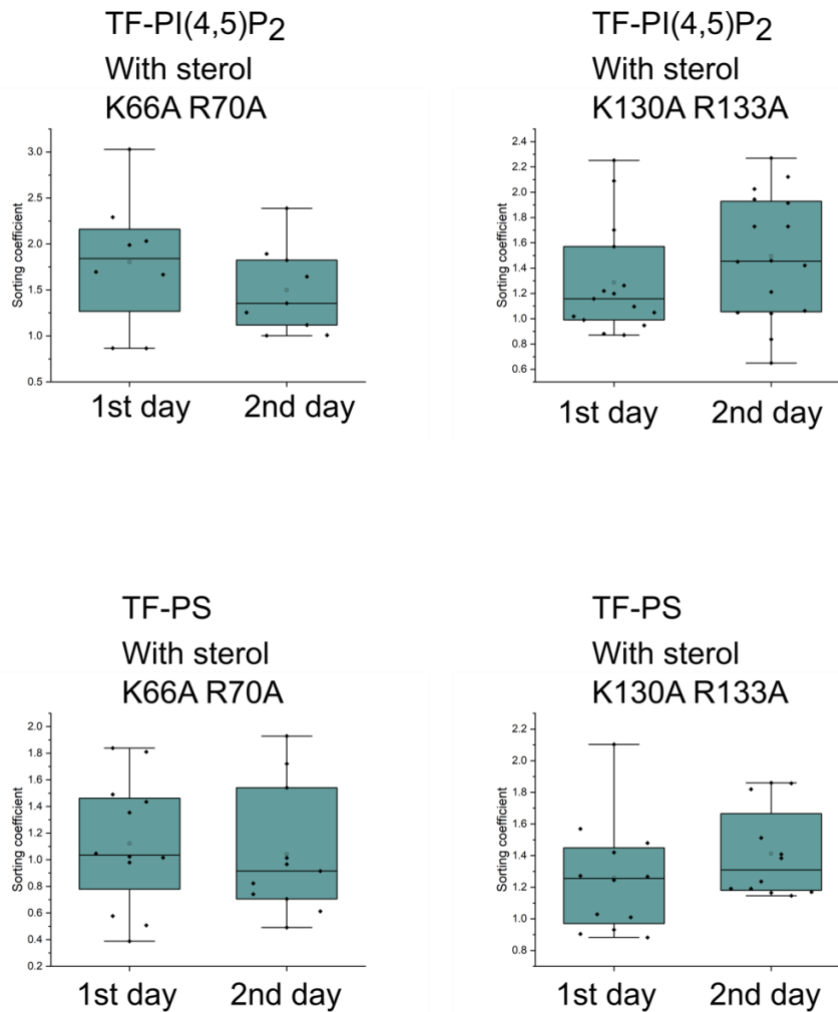 TF-PI(4,5)P2
With sterol
K66A R70A
Sorting coefficient
3.0
2.5
2.0
1.5
1.0
0.5
1st day 2nd day
TF-PI(4,5)P2
With sterol
K130A R133A
Sorting coefficient
2.4
2.2
2.0
1.8
1.6
1.4
1.2
1.0
0.8
0.6
1st day 2nd day
TF-PS
With sterol
K66A R70A
Sorting coefficient
2.0
1.8
1.6
1.4
1.2
1.0
0.8
0.6
0.4
0.2
1st day 2nd day
TF-PS
With sterol
K130A R133A
Sorting coefficient
2.2
2.0
1.8
1.6
1.4
1.2
1.0
0.8
1st day 2nd day